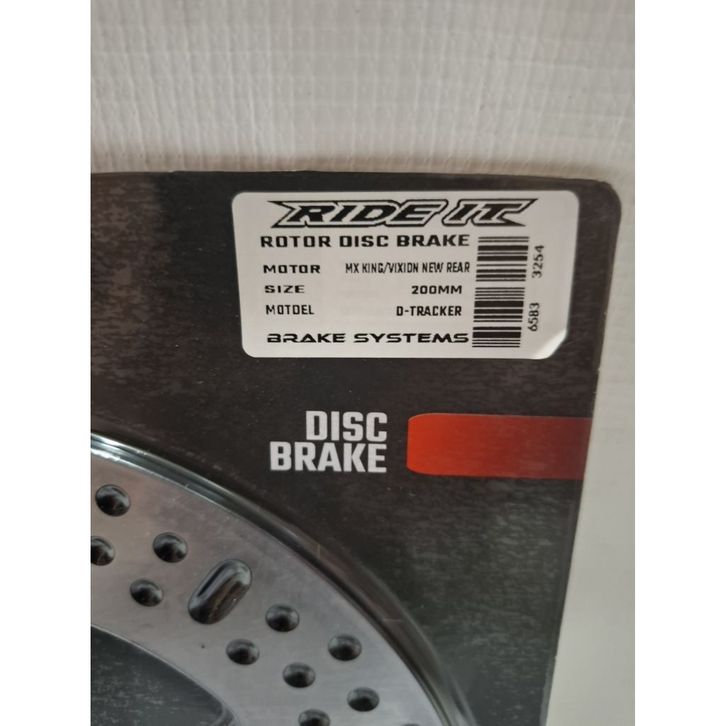 RIDE IT
ROTOR DISC BRAKE
MOTOR MX KING/VIXION NEW REAR
SIZE 200MM
MOTDEL D-TRACKER
BRAKE SYSTEMS
6583 3254
DISC
BRAKE